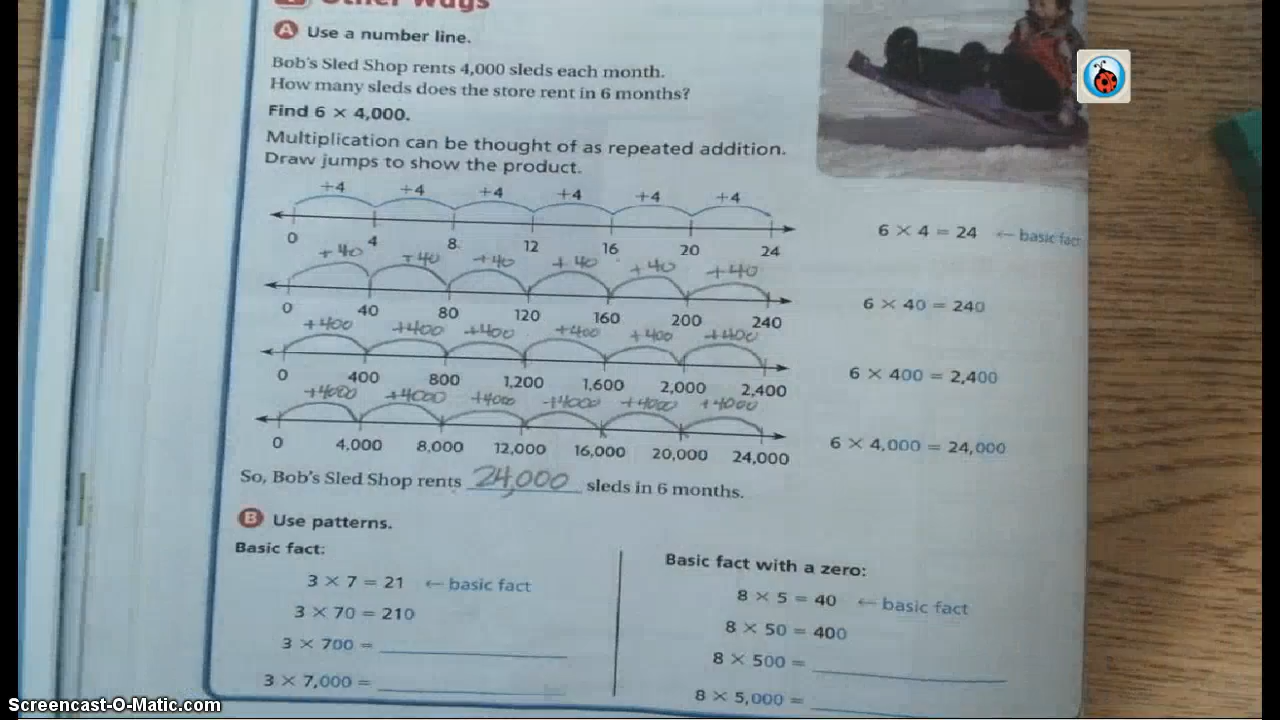 Other Ways
A Use a number line.
Bob's Sled Shop rents 4,000 sleds each month.
How many sleds does the store rent in 6 months?
Find 6 × 4,000.
Multiplication can be thought of as repeated addition.
Draw jumps to show the product.
+4 +4 +4 +4 +4 +4
0 4 8 12 16 20 24
6 × 4 = 24 ← basic fact
+40 +40 +40 +40 +40 +40
0 40 80 120 160 200 240
6 × 40 = 240
+400 +400 +400 +400 +400 +400
0 400 800 1,200 1,600 2,000 2,400
6 × 400 = 2,400
+4000 +4000 +4000 +4000 +4000 +4000
0 4,000 8,000 12,000 16,000 20,000 24,000
6 × 4,000 = 24,000
So, Bob's Sled Shop rents 24,000 sleds in 6 months.
B Use patterns.
Basic fact:
3 × 7 = 21 ← basic fact
3 × 70 = 210
3 × 700 =
3 × 7,000 =
Basic fact with a zero:
8 × 5 = 40 ← basic fact
8 × 50 = 400
8 × 500 =
8 × 5,000 =
Screencast-O-Matic.com